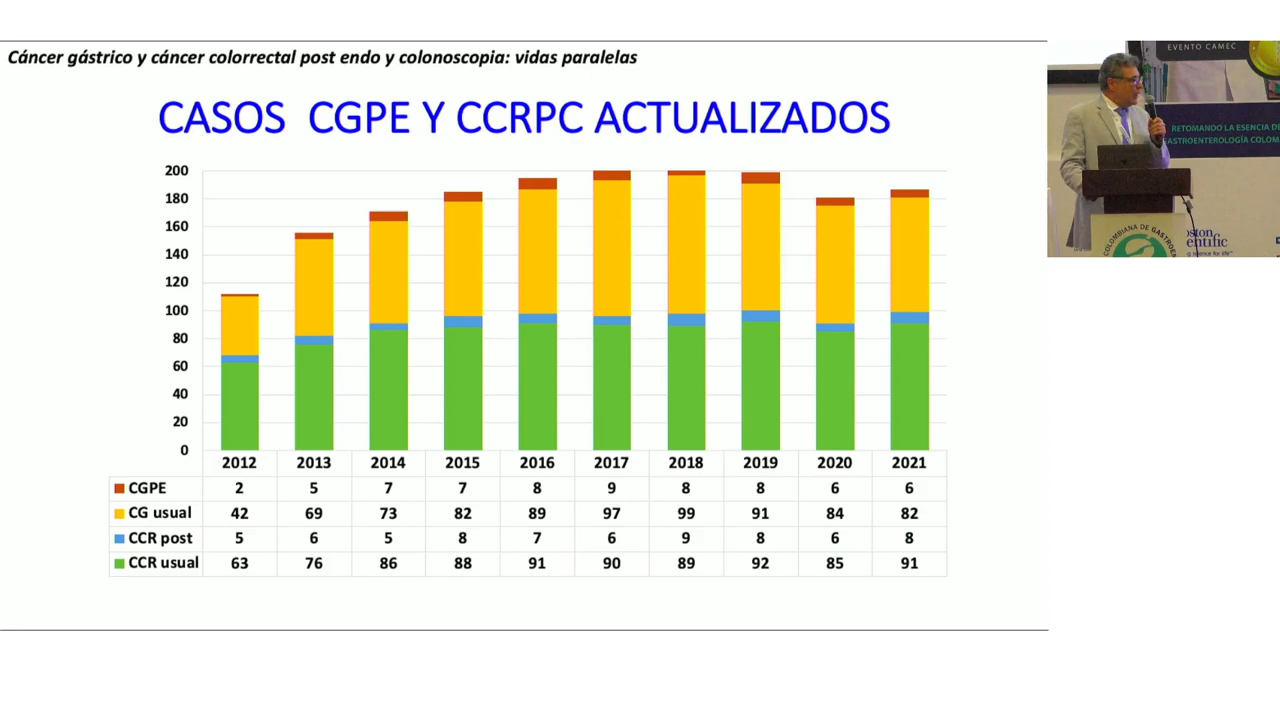 Cáncer gástrico y cáncer colorrectal post endo y colonoscopia: vidas paralelas
CASOS CGPE Y CCRPC ACTUALIZADOS
200
180
160
140
120
100
80
60
40
20
0
2012 2013 2014 2015 2016 2017 2018 2019 2020 2021
CGPE 2 5 7 7 8 9 8 8 6 6
CG usual 42 69 73 82 89 97 99 91 84 82
CCR post 5 6 5 8 7 6 9 8 6 8
CCR usual 63 76 86 88 91 90 89 92 85 91
EVENTO CAMEC
RETOMANDO LA ESENCIA
COLOMBIANA DE